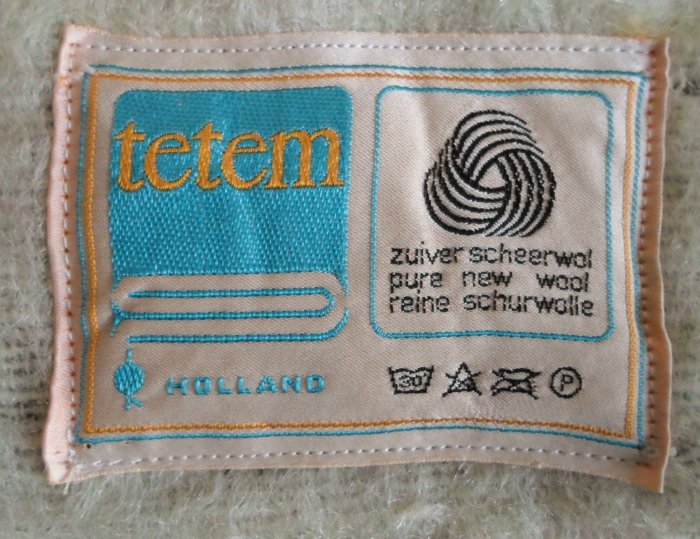 tetem
zuiver scheerwol
pure new wool
reine schurwolle
HOLLAND
30
P